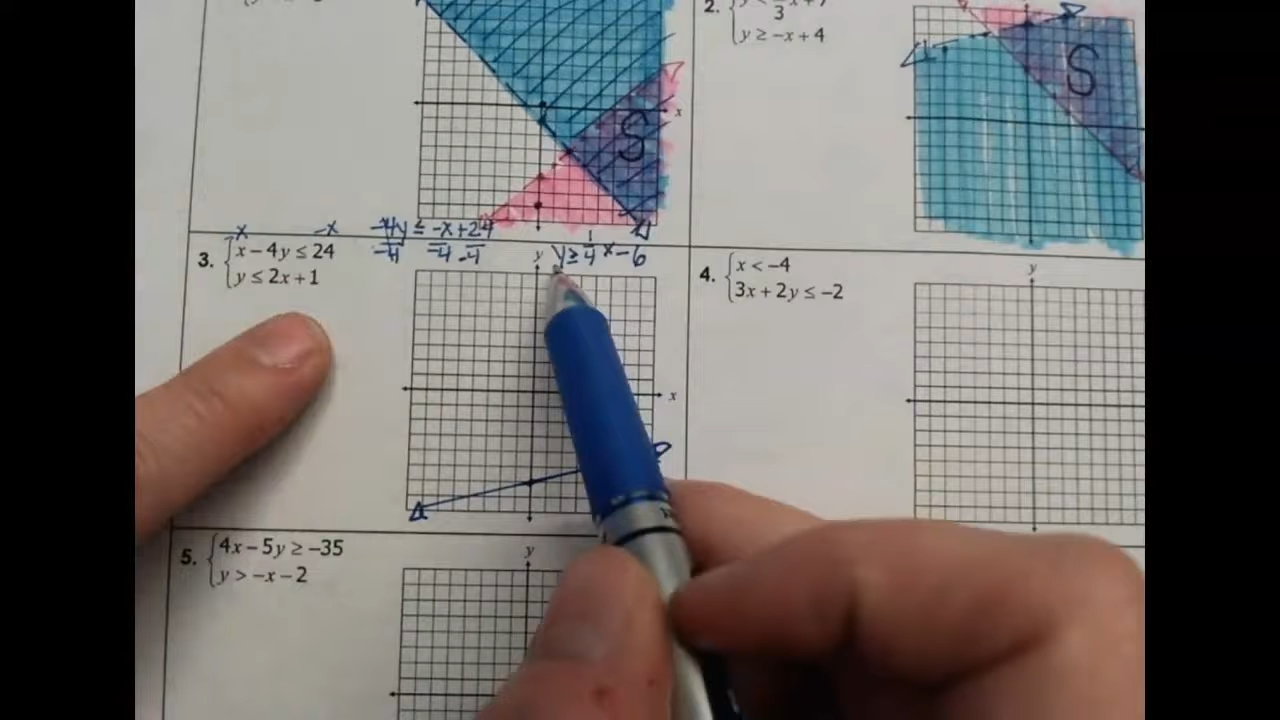 2.
3
y ≥ −x + 4
x
S
S
-x -x -4y ≤ -x+24
-4 -4 -4
y ≥ 1/4 x − 6
3. x − 4y ≤ 24
y ≤ 2x + 1
y
x
4. x < −4
3x + 2y ≤ −2
y
5. 4x − 5y ≥ −35
y > −x − 2
y